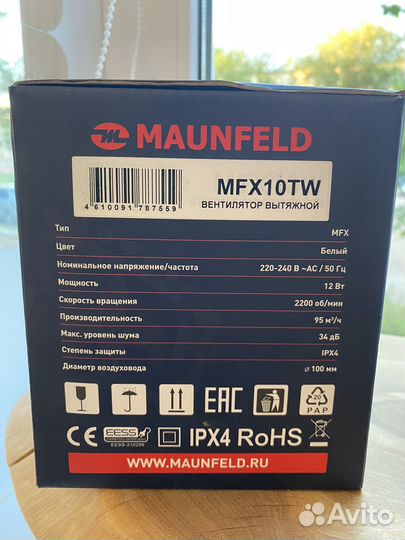 MAUNFELD
4 610091 787559
MFX10TW
ВЕНТИЛЯТОР ВЫТЯЖНОЙ
Тип MFX
Цвет Белый
Номинальное напряжение/частота 220-240 В ~AC / 50 Гц
Мощность 12 Вт
Скорость вращения 2200 об/мин
Производительность 95 м³/ч
Макс. уровень шума 34 дБ
Степень защиты IPX4
Диаметр воздуховода ⌀ 100 мм
EAC
20
PAP
CE EESS IPX4 RoHS
EESS-210295
WWW.MAUNFELD.RU
Avito